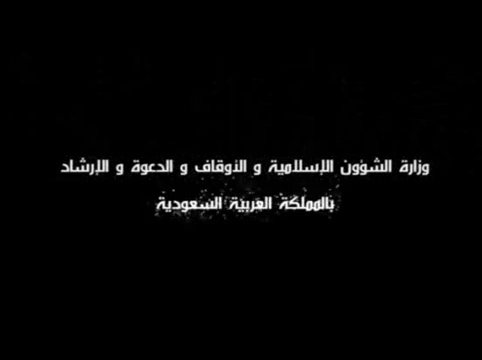 وزارة الشؤون الإسلامية و الأوقاف و الدعوة و الإرشاد
بالمملكة العربية السعودية